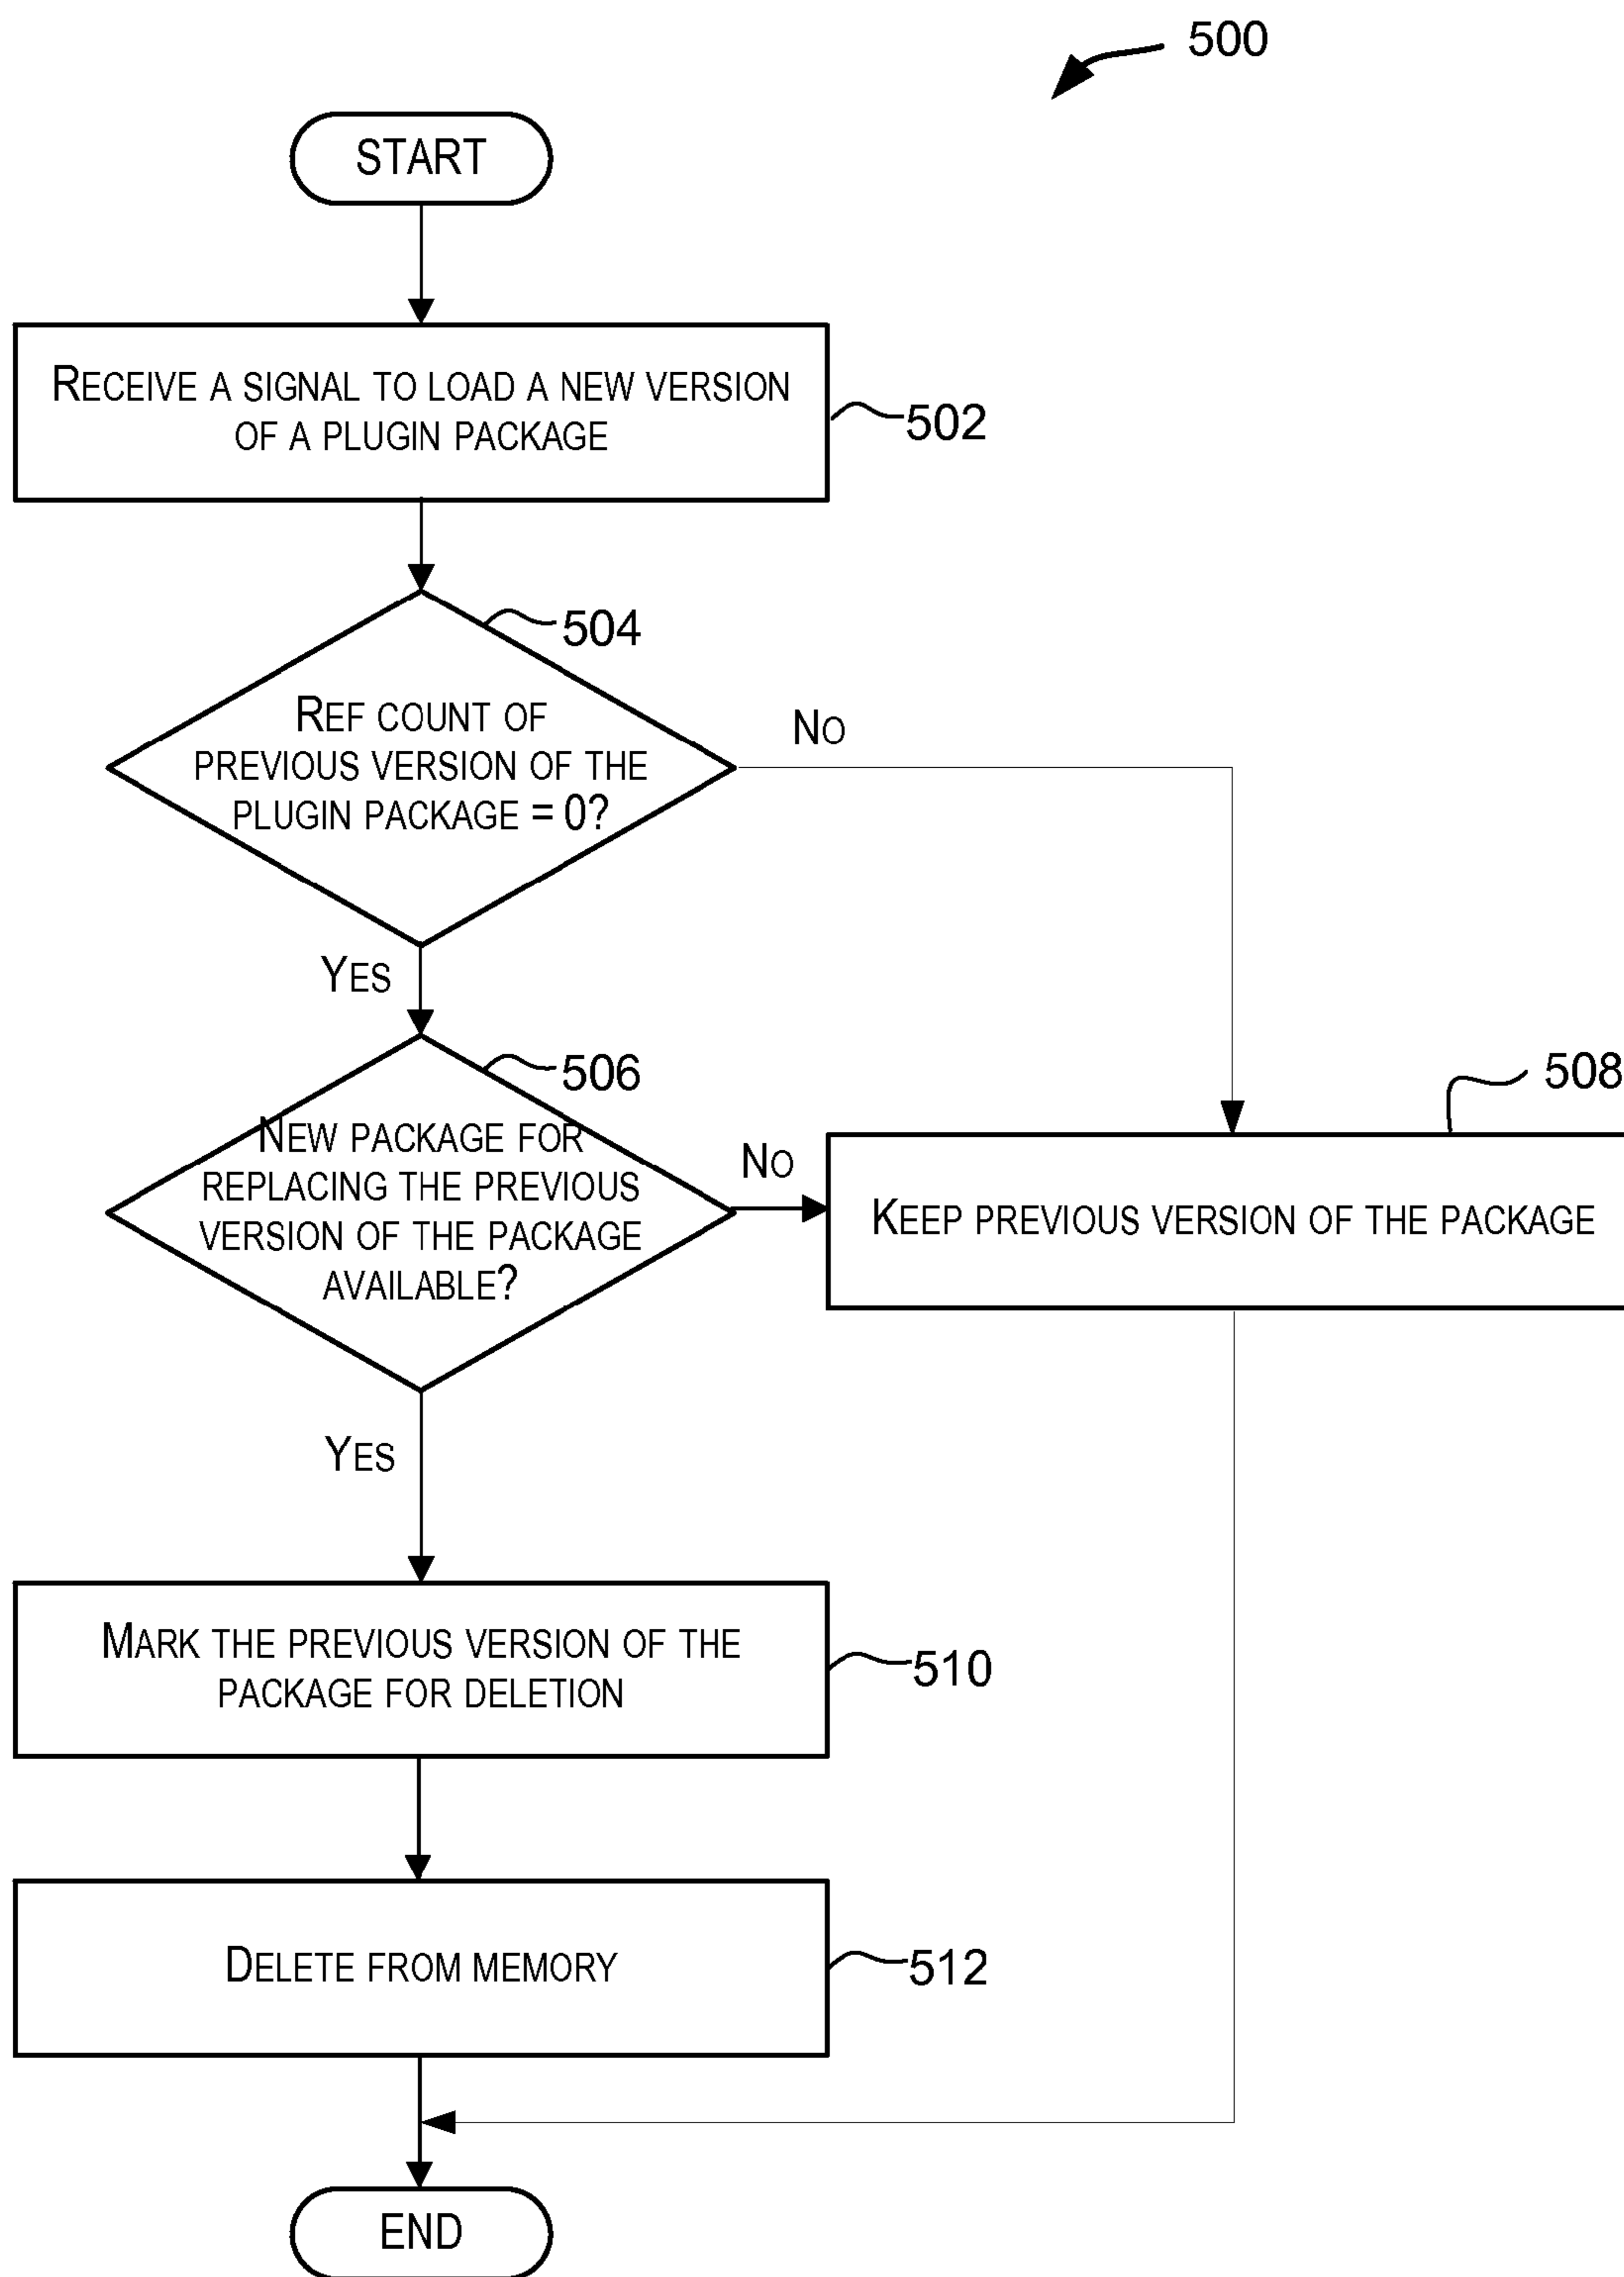 500
START
RECEIVE A SIGNAL TO LOAD A NEW VERSION
OF A PLUGIN PACKAGE
502
504
REF COUNT OF
PREVIOUS VERSION OF THE
PLUGIN PACKAGE = 0?
NO
YES
506
NEW PACKAGE FOR
REPLACING THE PREVIOUS
VERSION OF THE PACKAGE
AVAILABLE?
NO
508
KEEP PREVIOUS VERSION OF THE PACKAGE
YES
MARK THE PREVIOUS VERSION OF THE
PACKAGE FOR DELETION
510
DELETE FROM MEMORY
512
END